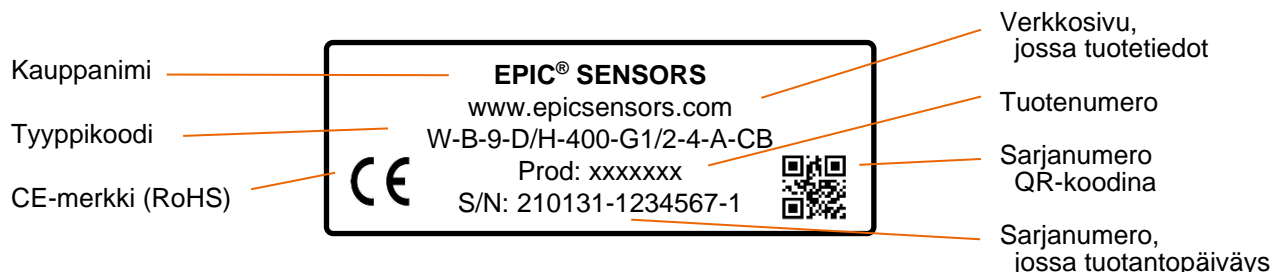 Kauppanimi
Tyyppikoodi
CE-merkki (RoHS)
EPIC® SENSORS
www.epicsensors.com
W-B-9-D/H-400-G1/2-4-A-CB
Prod: xxxxxxx
S/N: 210131-1234567-1
CE
Verkkosivu,
jossa tuotetiedot
Tuotenumero
Sarjanumero
QR-koodina
Sarjanumero,
jossa tuotantopäiväys